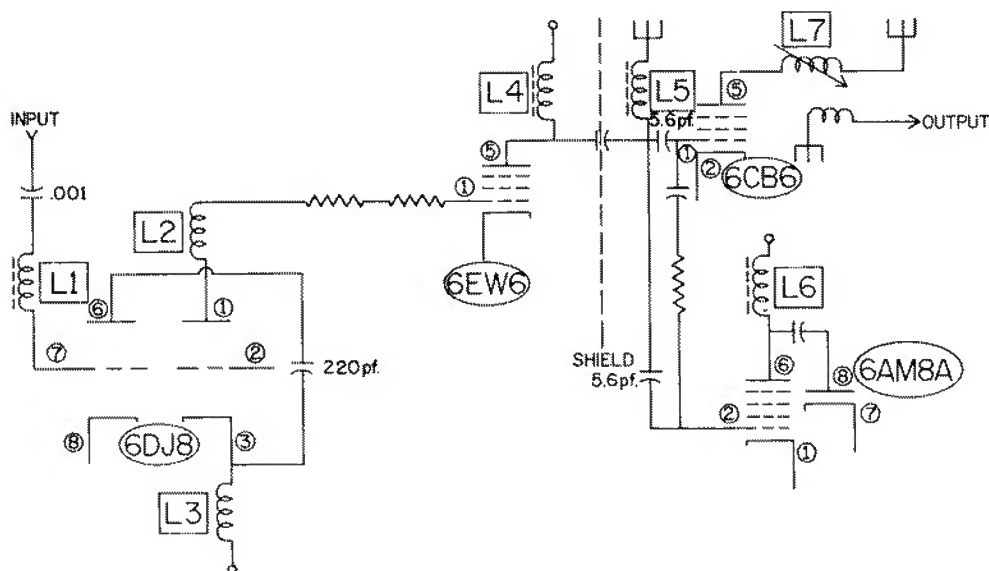 L4
L5
L7
5.6pf.
⑤
OUTPUT
INPUT
⑤
①
①
②
6CB6
.001
L2
L1
⑥
①
6EW6
L6
⑦
②
220pf.
SHIELD
5.6pf.
⑥
⑧
6AM8A
⑧
6DJ8
③
②
⑦
①
L3